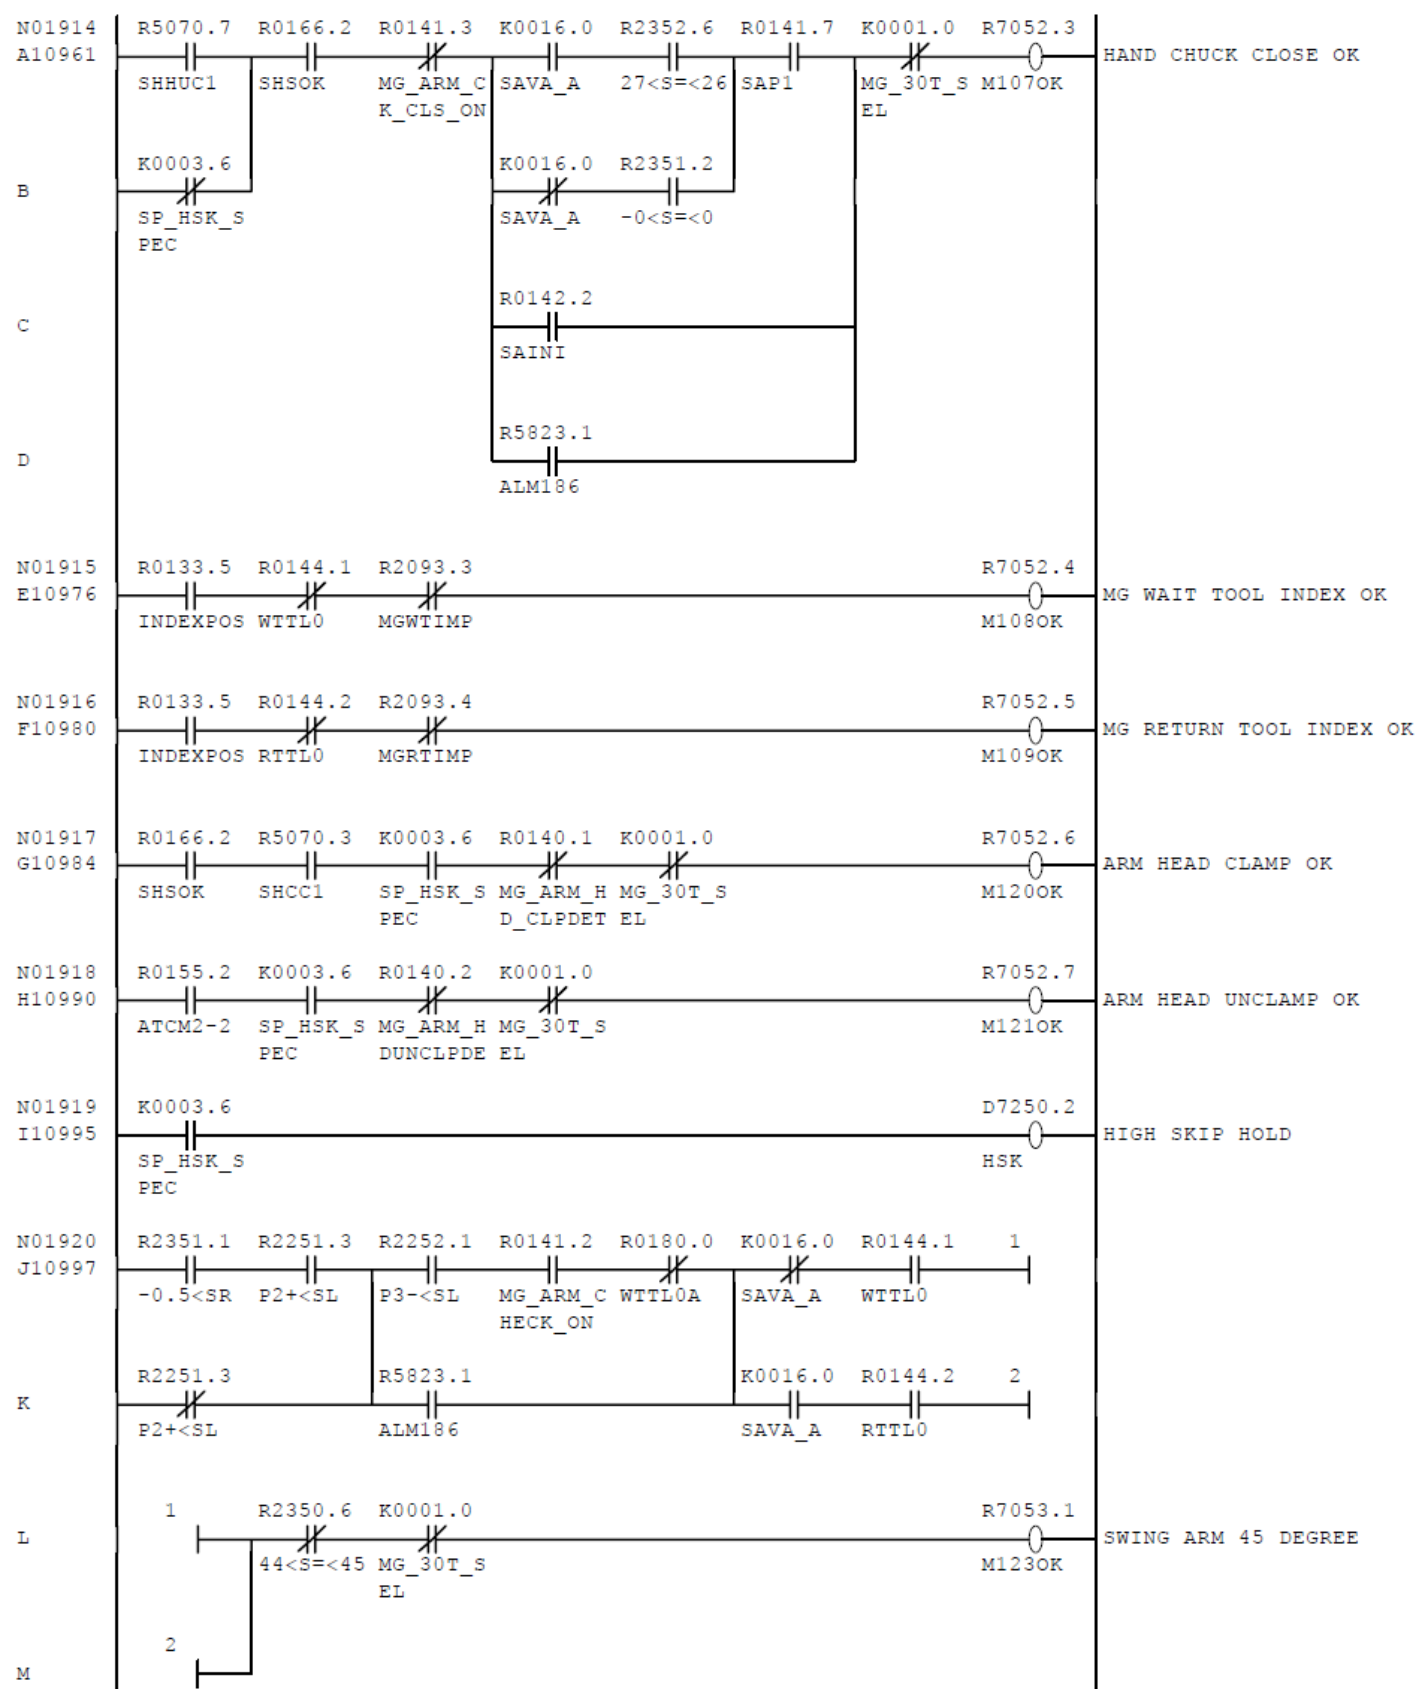 N01914 R5070.7 R0166.2 R0141.3 K0016.0 R2352.6 R0141.7 K0001.0 R7052.3
A10961 HAND CHUCK CLOSE OK
SHHUC1 SHSOK MG_ARM_C SAVA_A 27<S=<26 SAP1 MG_30T_S M107OK
K_CLS_ON EL
K0003.6 K0016.0 R2351.2
B
SP_HSK_S SAVA_A -0<S=<0
PEC
R0142.2
C
SAINI
R5823.1
D
ALM186
N01915 R0133.5 R0144.1 R2093.3 R7052.4
E10976 MG WAIT TOOL INDEX OK
INDEXPOS WTTL0 MGWTIMP M108OK
N01916 R0133.5 R0144.2 R2093.4 R7052.5
F10980 MG RETURN TOOL INDEX OK
INDEXPOS RTTL0 MGRTIMP M109OK
N01917 R0166.2 R5070.3 K0003.6 R0140.1 K0001.0 R7052.6
G10984 ARM HEAD CLAMP OK
SHSOK SHCC1 SP_HSK_S MG_ARM_H MG_30T_S M120OK
PEC D_CLPDET EL
N01918 R0155.2 K0003.6 R0140.2 K0001.0 R7052.7
H10990 ARM HEAD UNCLAMP OK
ATCM2-2 SP_HSK_S MG_ARM_H MG_30T_S M121OK
PEC DUNCLPDE EL
N01919 K0003.6 D7250.2
I10995 HIGH SKIP HOLD
SP_HSK_S HSK
PEC
N01920 R2351.1 R2251.3 R2252.1 R0141.2 R0180.0 K0016.0 R0144.1 1
J10997
-0.5<SR P2+<SL P3-<SL MG_ARM_C WTTL0A SAVA_A WTTL0
HECK_ON
R2251.3 R5823.1 K0016.0 R0144.2 2
K
P2+<SL ALM186 SAVA_A RTTL0
1 R2350.6 K0001.0 R7053.1
L SWING ARM 45 DEGREE
44<S=<45 MG_30T_S M123OK
EL
2
M